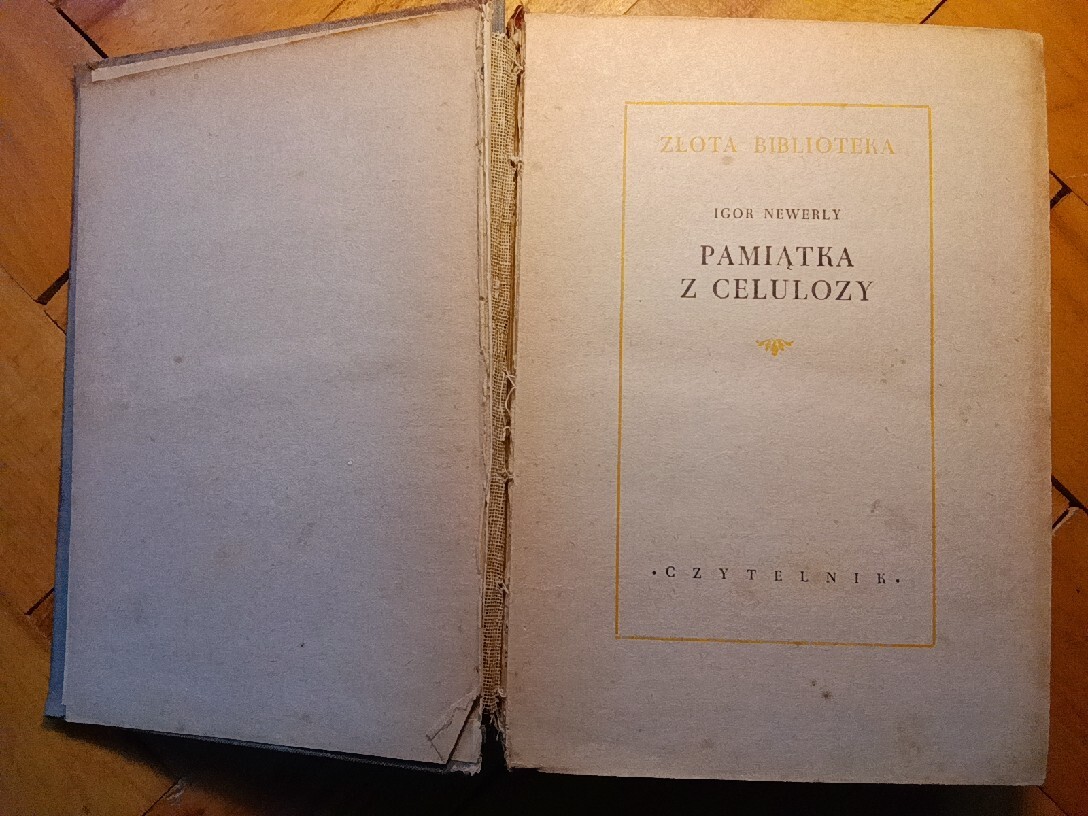 ZŁOTA BIBLIOTEKA
IGOR NEWERLY
PAMIĄTKA
Z CELULOZY
• CZYTELNIK •